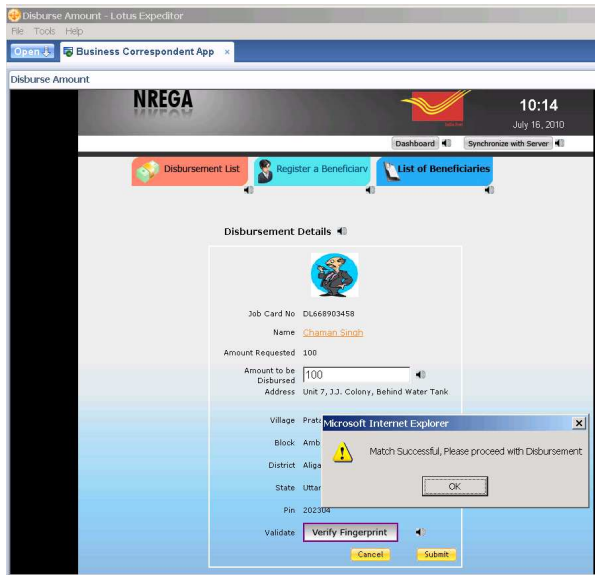 Disburse Amount - Lotus Expeditor
File Tools Help
Open Business Correspondent App ×
Disburse Amount
NREGA
10:14
July 16, 2010
Dashboard Synchronize with Server
Disbursement List Register a Beneficiary List of Beneficiaries
Disbursement Details
Job Card No DL668903458
Name Chaman Singh
Amount Requested 100
Amount to be Disbursed 100
Address Unit 7, J.J. Colony, Behind Water Tank
Village
Microsoft Internet Explorer
Block Amb
Match Successful, Please proceed with Disbursement
District Aliga
State Uttar
OK
Pin 202304
Validate Verify Fingerprint
Cancel Submit